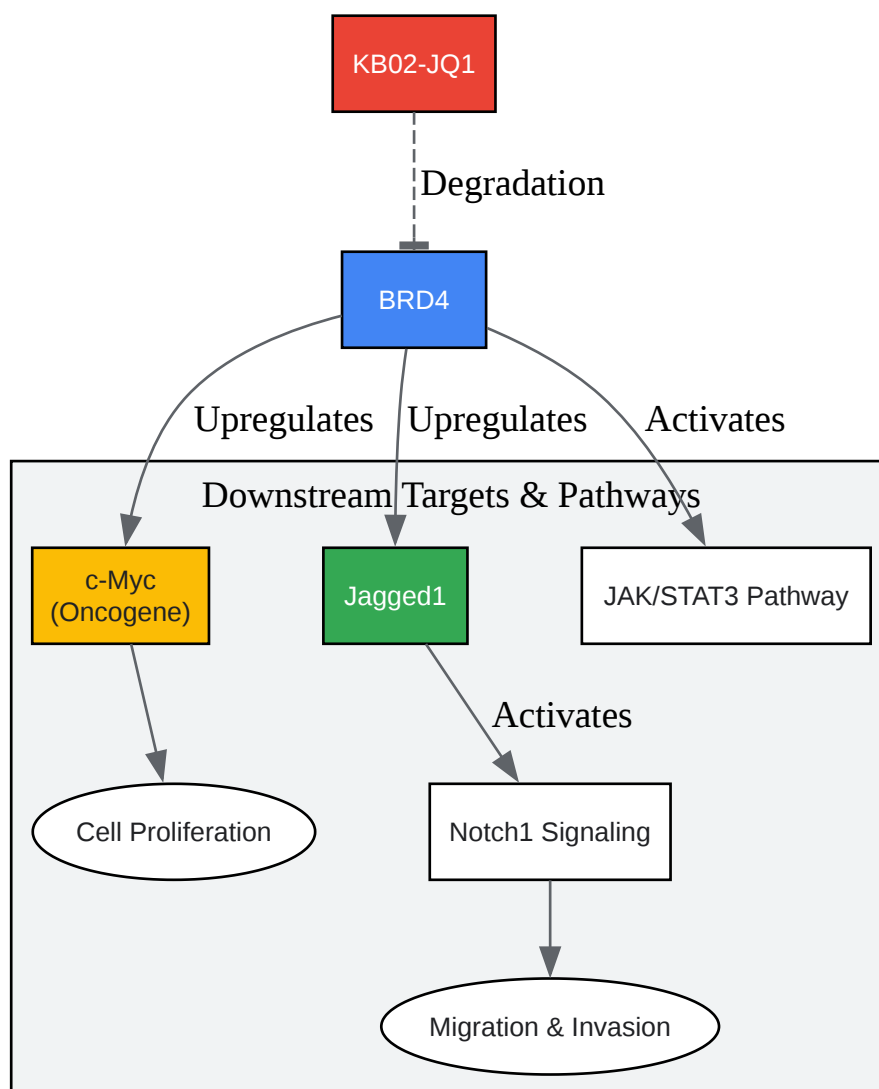 KB02-JQ1
Degradation
BRD4
Upregulates
Upregulates
Activates
Downstream Targets & Pathways
c-Myc
(Oncogene)
Jagged1
JAK/STAT3 Pathway
Activates
Cell Proliferation
Notch1 Signaling
Migration & Invasion